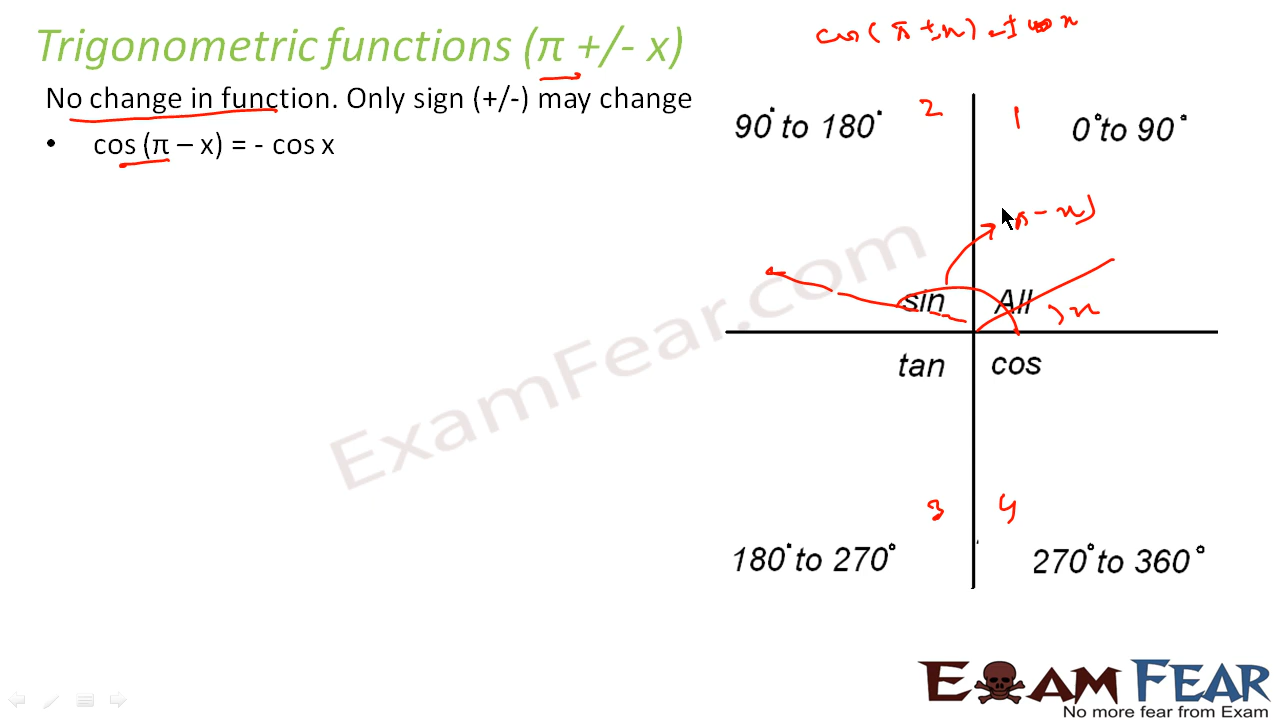 Trigonometric functions (π +/- x)
cos(π ± x) = ± cos x
No change in function. Only sign (+/-) may change
• cos (π – x) = - cos x
2
1
90° to 180°
0° to 90°
π - x)
sin
All
x
tan
cos
3
4
180° to 270°
270° to 360°
ExamFear.com
EXAM FEAR
No more fear from Exam